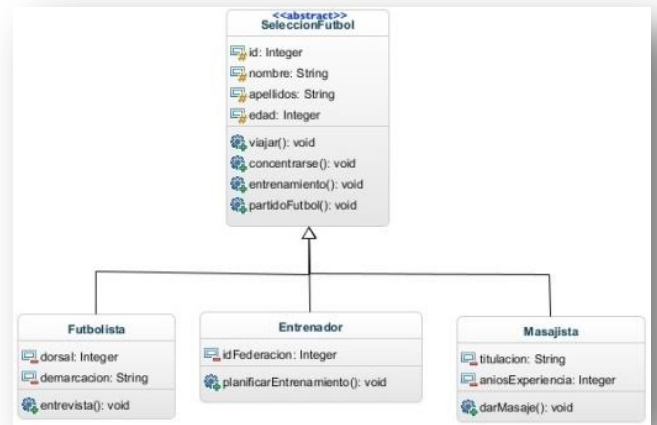 <<abstract>>
SeleccionFutbol
id: Integer
nombre: String
apellidos: String
edad: Integer
viajar(): void
concentrarse(): void
entrenamiento(): void
partidoFutbol(): void
Futbolista
dorsal: Integer
demarcacion: String
entrevista(): void
Entrenador
idFederacion: Integer
planificarEntrenamiento(): void
Masajista
titulacion: String
aniosExperiencia: Integer
darMasaje(): void